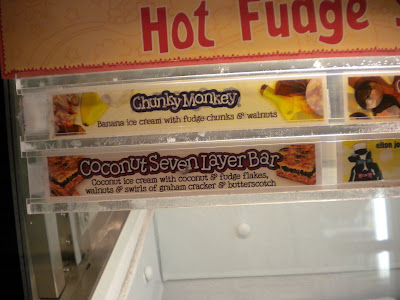 Hot Fudge
Chunky Monkey
Banana ice cream with fudge chunks & walnuts
Coconut Seven Layer Bar
Coconut ice cream with coconut & fudge flakes,
walnuts & swirls of graham cracker & butterscotch